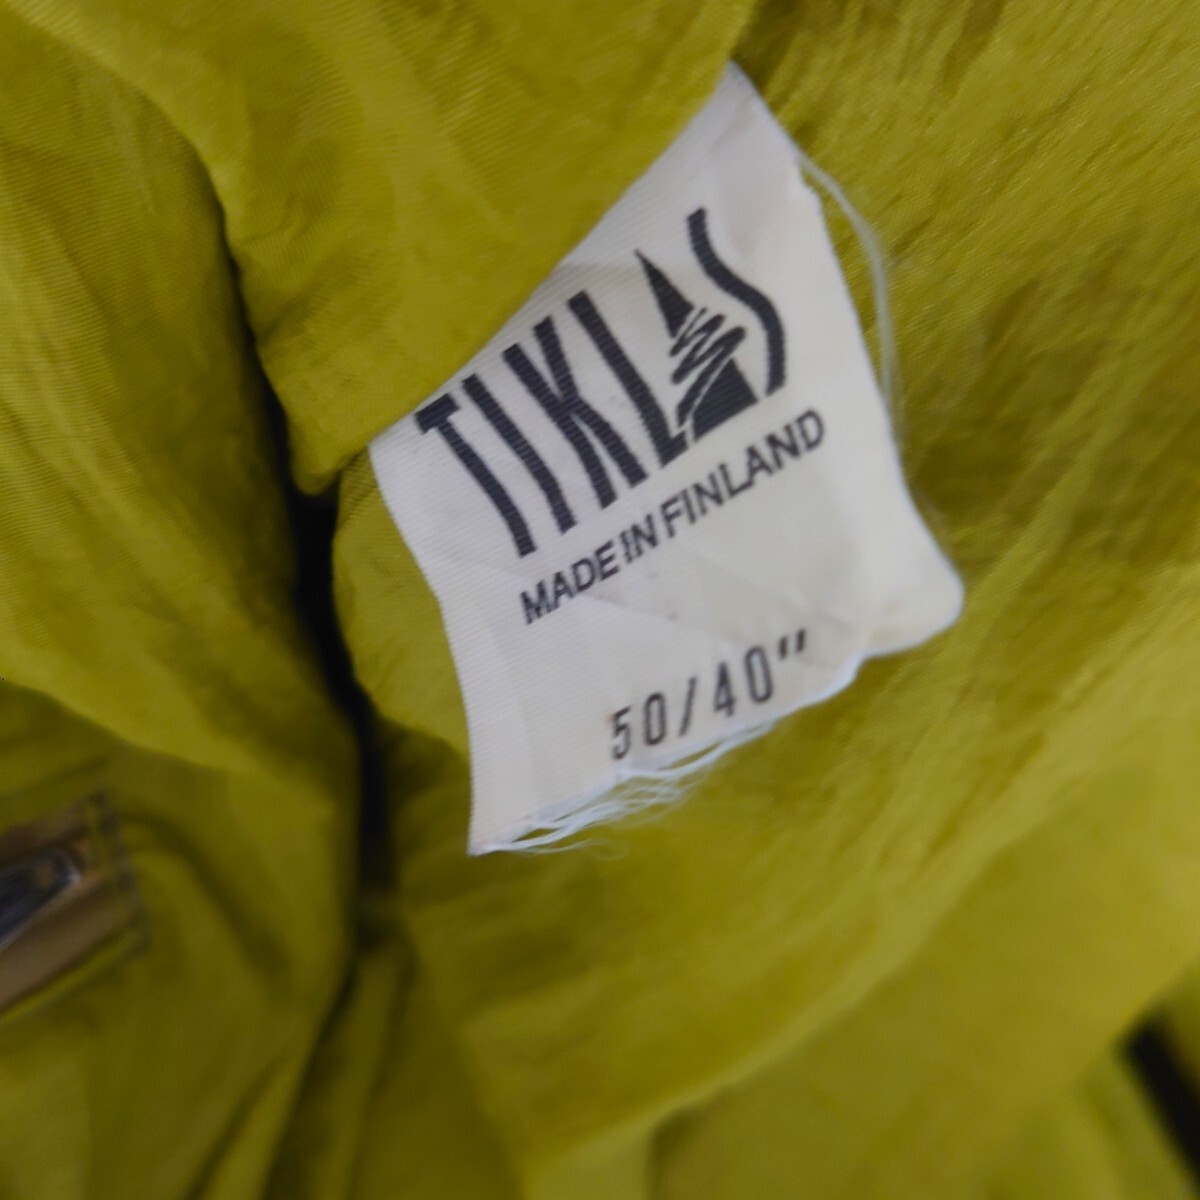 TIKLAS
MADE IN FINLAND
50/40"